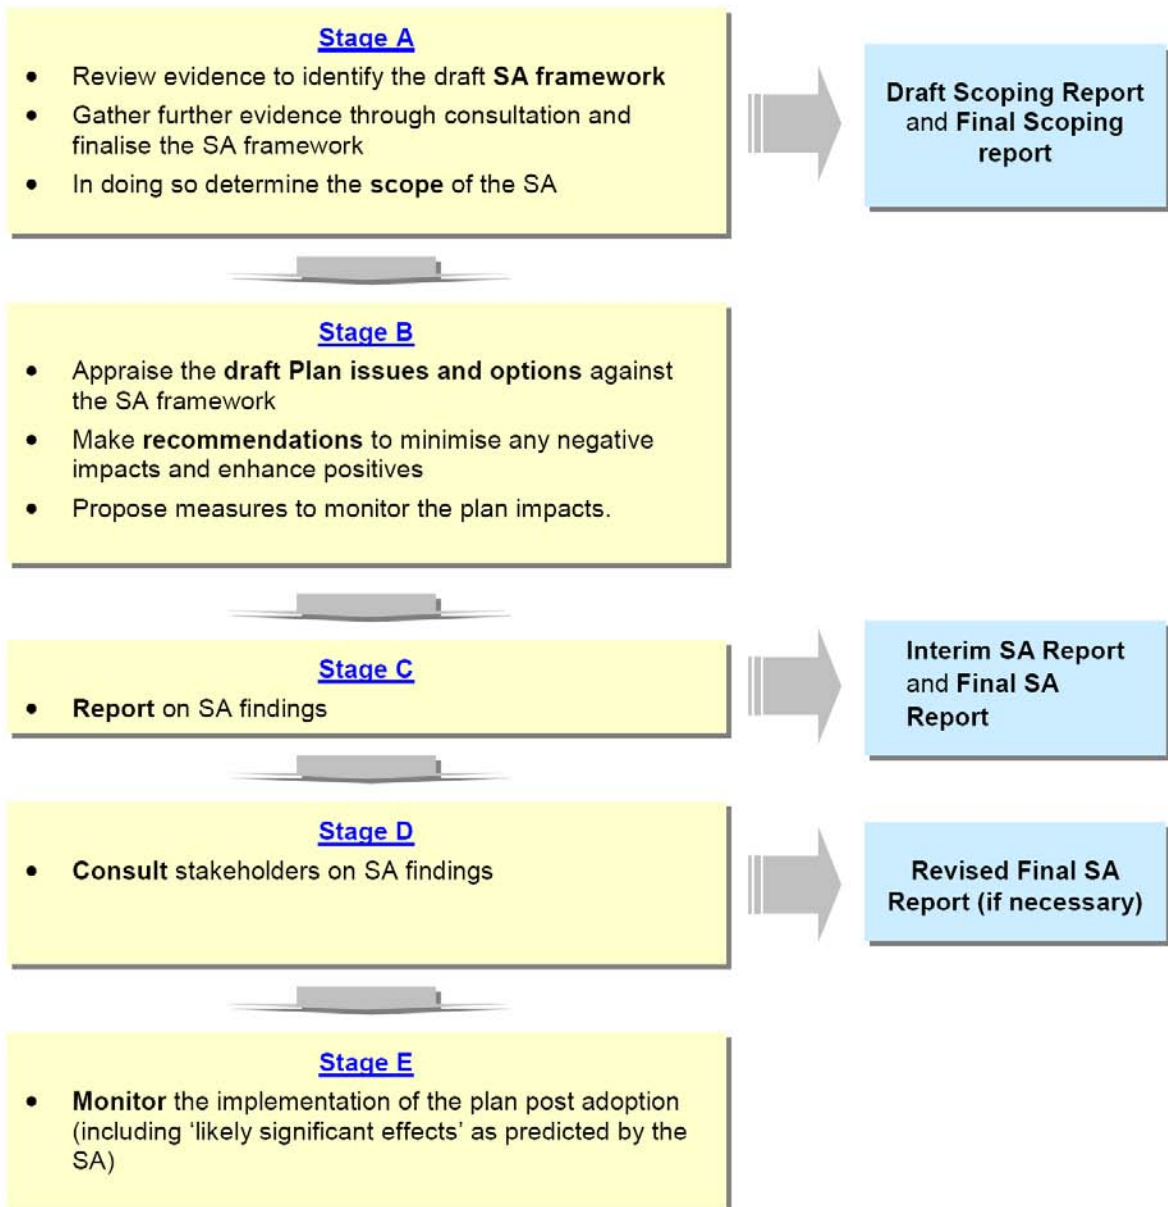 Stage A
• Review evidence to identify the draft SA framework
• Gather further evidence through consultation and
finalise the SA framework
• In doing so determine the scope of the SA
Draft Scoping Report
and Final Scoping
report
Stage B
• Appraise the draft Plan issues and options against
the SA framework
• Make recommendations to minimise any negative
impacts and enhance positives
• Propose measures to monitor the plan impacts.
Stage C
• Report on SA findings
Interim SA Report
and Final SA
Report
Stage D
• Consult stakeholders on SA findings
Revised Final SA
Report (if necessary)
Stage E
• Monitor the implementation of the plan post adoption
(including ‘likely significant effects’ as predicted by the
SA)